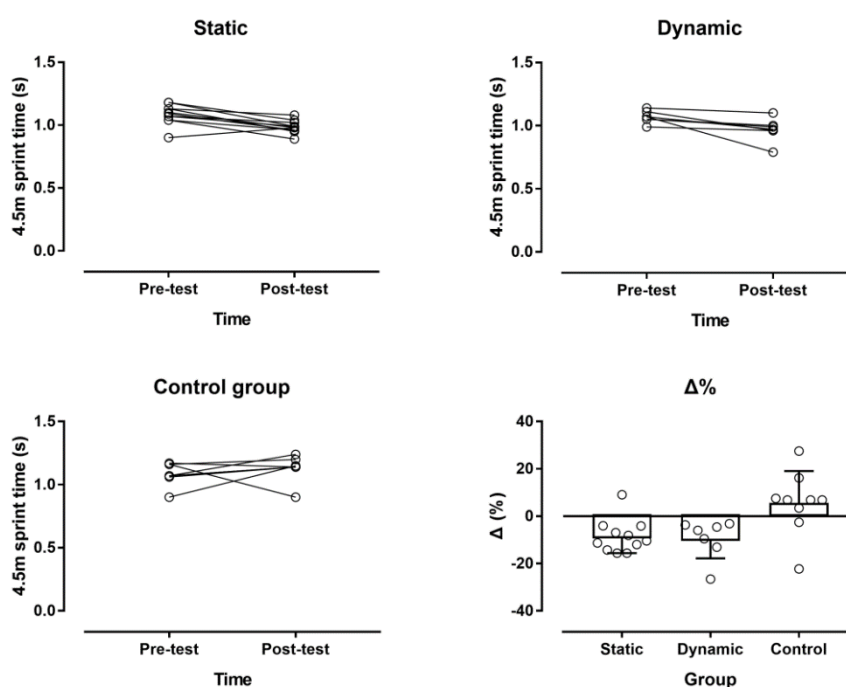 Static
4.5m sprint time (s)
1.5
1.0
0.5
0.0
Pre-test Post-test
Time
Dynamic
4.5m sprint time (s)
1.5
1.0
0.5
0.0
Pre-test Post-test
Time
Control group
4.5m sprint time (s)
1.5
1.0
0.5
0.0
Pre-test Post-test
Time
Δ%
Δ (%)
40
20
0
-20
-40
Static Dynamic Control
Group